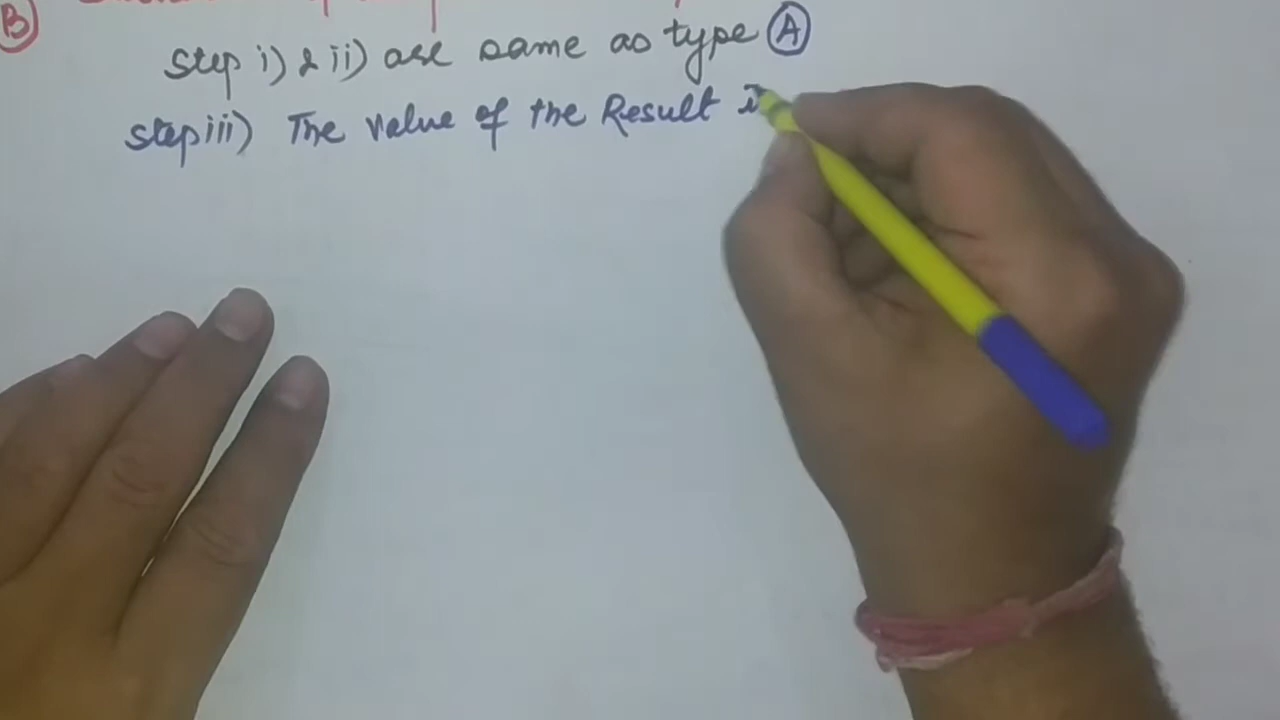 B
step i) & ii) are same as type A
step iii) The value of the Result